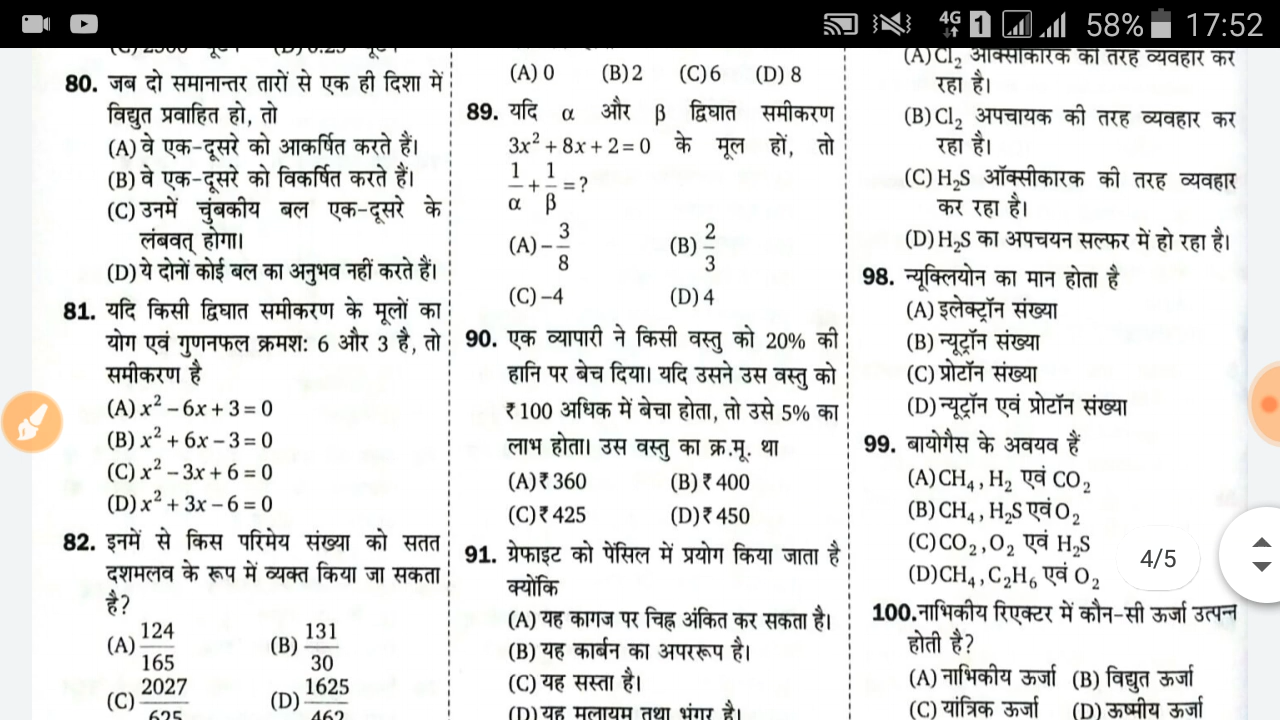 4G 1 58% 17:52
80. जब दो समानान्तर तारों से एक ही दिशा में
विद्युत प्रवाहित हो, तो
(A) वे एक-दूसरे को आकर्षित करते हैं।
(B) वे एक-दूसरे को विकर्षित करते हैं।
(C) उनमें चुंबकीय बल एक-दूसरे के
लंबवत् होगा।
(D) ये दोनों कोई बल का अनुभव नहीं करते हैं।
81. यदि किसी द्विघात समीकरण के मूलों का
योग एवं गुणनफल क्रमश: 6 और 3 है, तो
समीकरण है
(A) x² – 6x + 3 = 0
(B) x² + 6x – 3 = 0
(C) x² – 3x + 6 = 0
(D) x² + 3x – 6 = 0
82. इनमें से किस परिमेय संख्या को सतत
दशमलव के रूप में व्यक्त किया जा सकता
है?
(A) 124/165 (B) 131/30
(C) 2027/625 (D) 1625/462
(A) 0 (B) 2 (C) 6 (D) 8
89. यदि α और β द्विघात समीकरण
3x² + 8x + 2 = 0 के मूल हों, तो
1/α + 1/β = ?
(A) –3/8 (B) 2/3
(C) –4 (D) 4
90. एक व्यापारी ने किसी वस्तु को 20% की
हानि पर बेच दिया। यदि उसने उस वस्तु को
₹ 100 अधिक में बेचा होता, तो उसे 5% का
लाभ होता। उस वस्तु का क्र.मू. था
(A) ₹ 360 (B) ₹ 400
(C) ₹ 425 (D) ₹ 450
91. ग्रेफाइट को पेंसिल में प्रयोग किया जाता है
क्योंकि
(A) यह कागज पर चिह्न अंकित कर सकता है।
(B) यह कार्बन का अपररूप है।
(C) यह सस्ता है।
(D) यह मुलायम तथा भंगुर है।
(A) Cl₂ ऑक्सीकारक की तरह व्यवहार कर
रहा है।
(B) Cl₂ अपचायक की तरह व्यवहार कर
रहा है।
(C) H₂S ऑक्सीकारक की तरह व्यवहार
कर रहा है।
(D) H₂S का अपचयन सल्फर में हो रहा है।
98. न्यूक्लियोन का मान होता है
(A) इलेक्ट्रॉन संख्या
(B) न्यूट्रॉन संख्या
(C) प्रोटॉन संख्या
(D) न्यूट्रॉन एवं प्रोटॉन संख्या
99. बायोगैस के अवयव हैं
(A) CH₄, H₂ एवं CO₂
(B) CH₄, H₂S एवं O₂
(C) CO₂, O₂ एवं H₂S
(D) CH₄, C₂H₆ एवं O₂
4/5
100. नाभिकीय रिएक्टर में कौन-सी ऊर्जा उत्पन्न
होती है?
(A) नाभिकीय ऊर्जा (B) विद्युत ऊर्जा
(C) यांत्रिक ऊर्जा (D) ऊष्मीय ऊर्जा